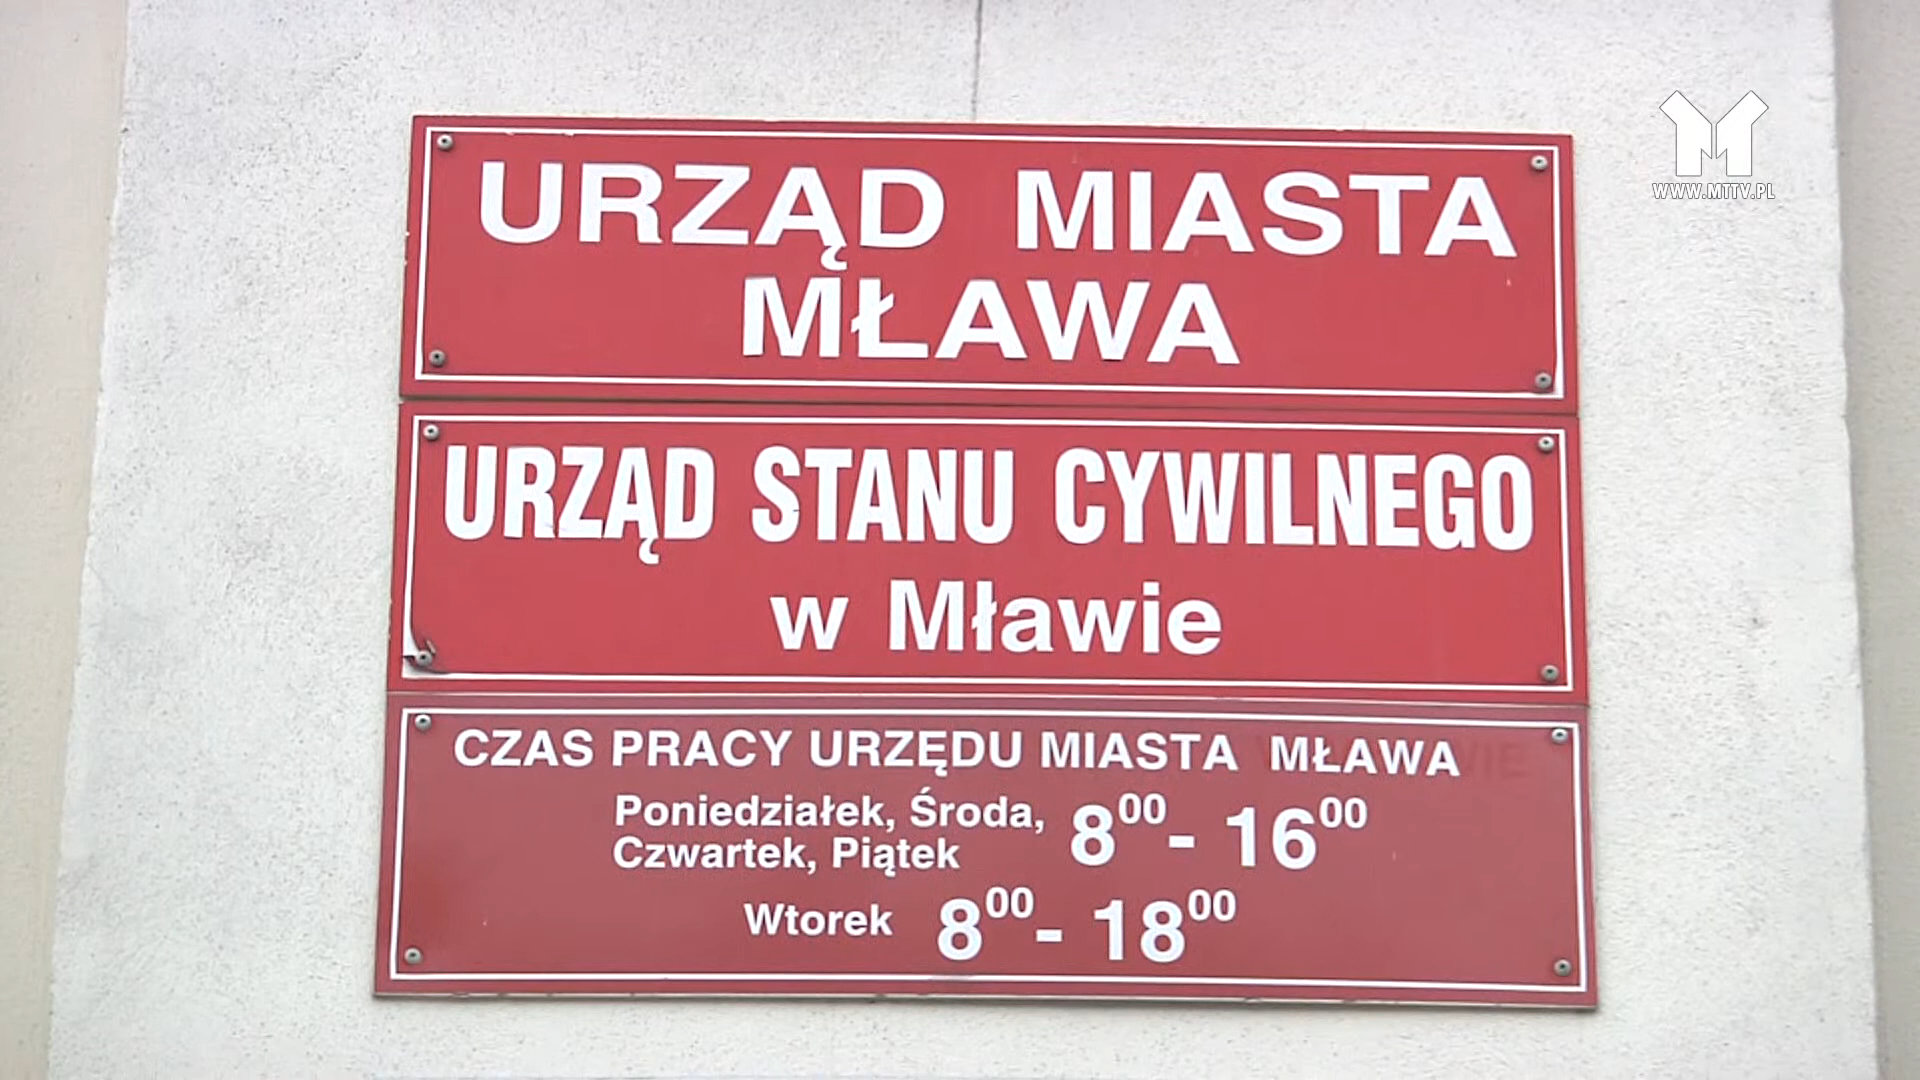 URZĄD MIASTA
MŁAWA
URZĄD STANU CYWILNEGO
w Mławie
CZAS PRACY URZĘDU MIASTA MŁAWA
Poniedziałek, Środa,
Czwartek, Piątek
8⁰⁰ - 16⁰⁰
Wtorek 8⁰⁰ - 18⁰⁰
WWW.MTTV.PL